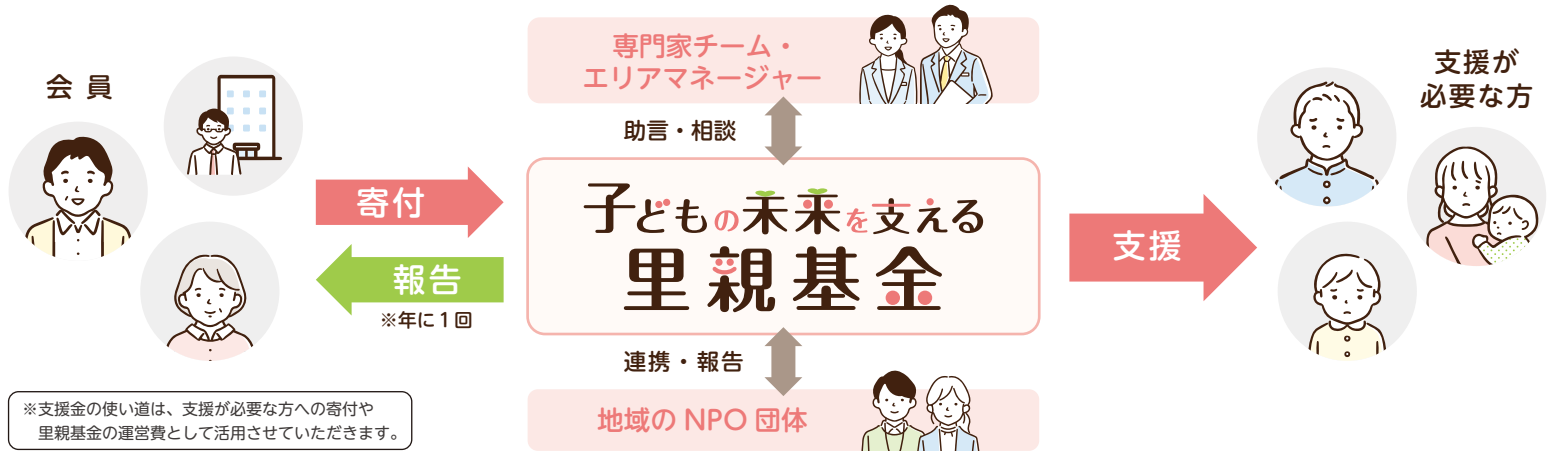 会員
寄付
報告
※年に1回
※支援金の使い道は、支援が必要な方への寄付や
里親基金の運営費として活用させていただきます。
専門家チーム・
エリアマネージャー
助言・相談
子どもの未来を支える
里親基金
連携・報告
地域のNPO団体
支援
支援が
必要な方